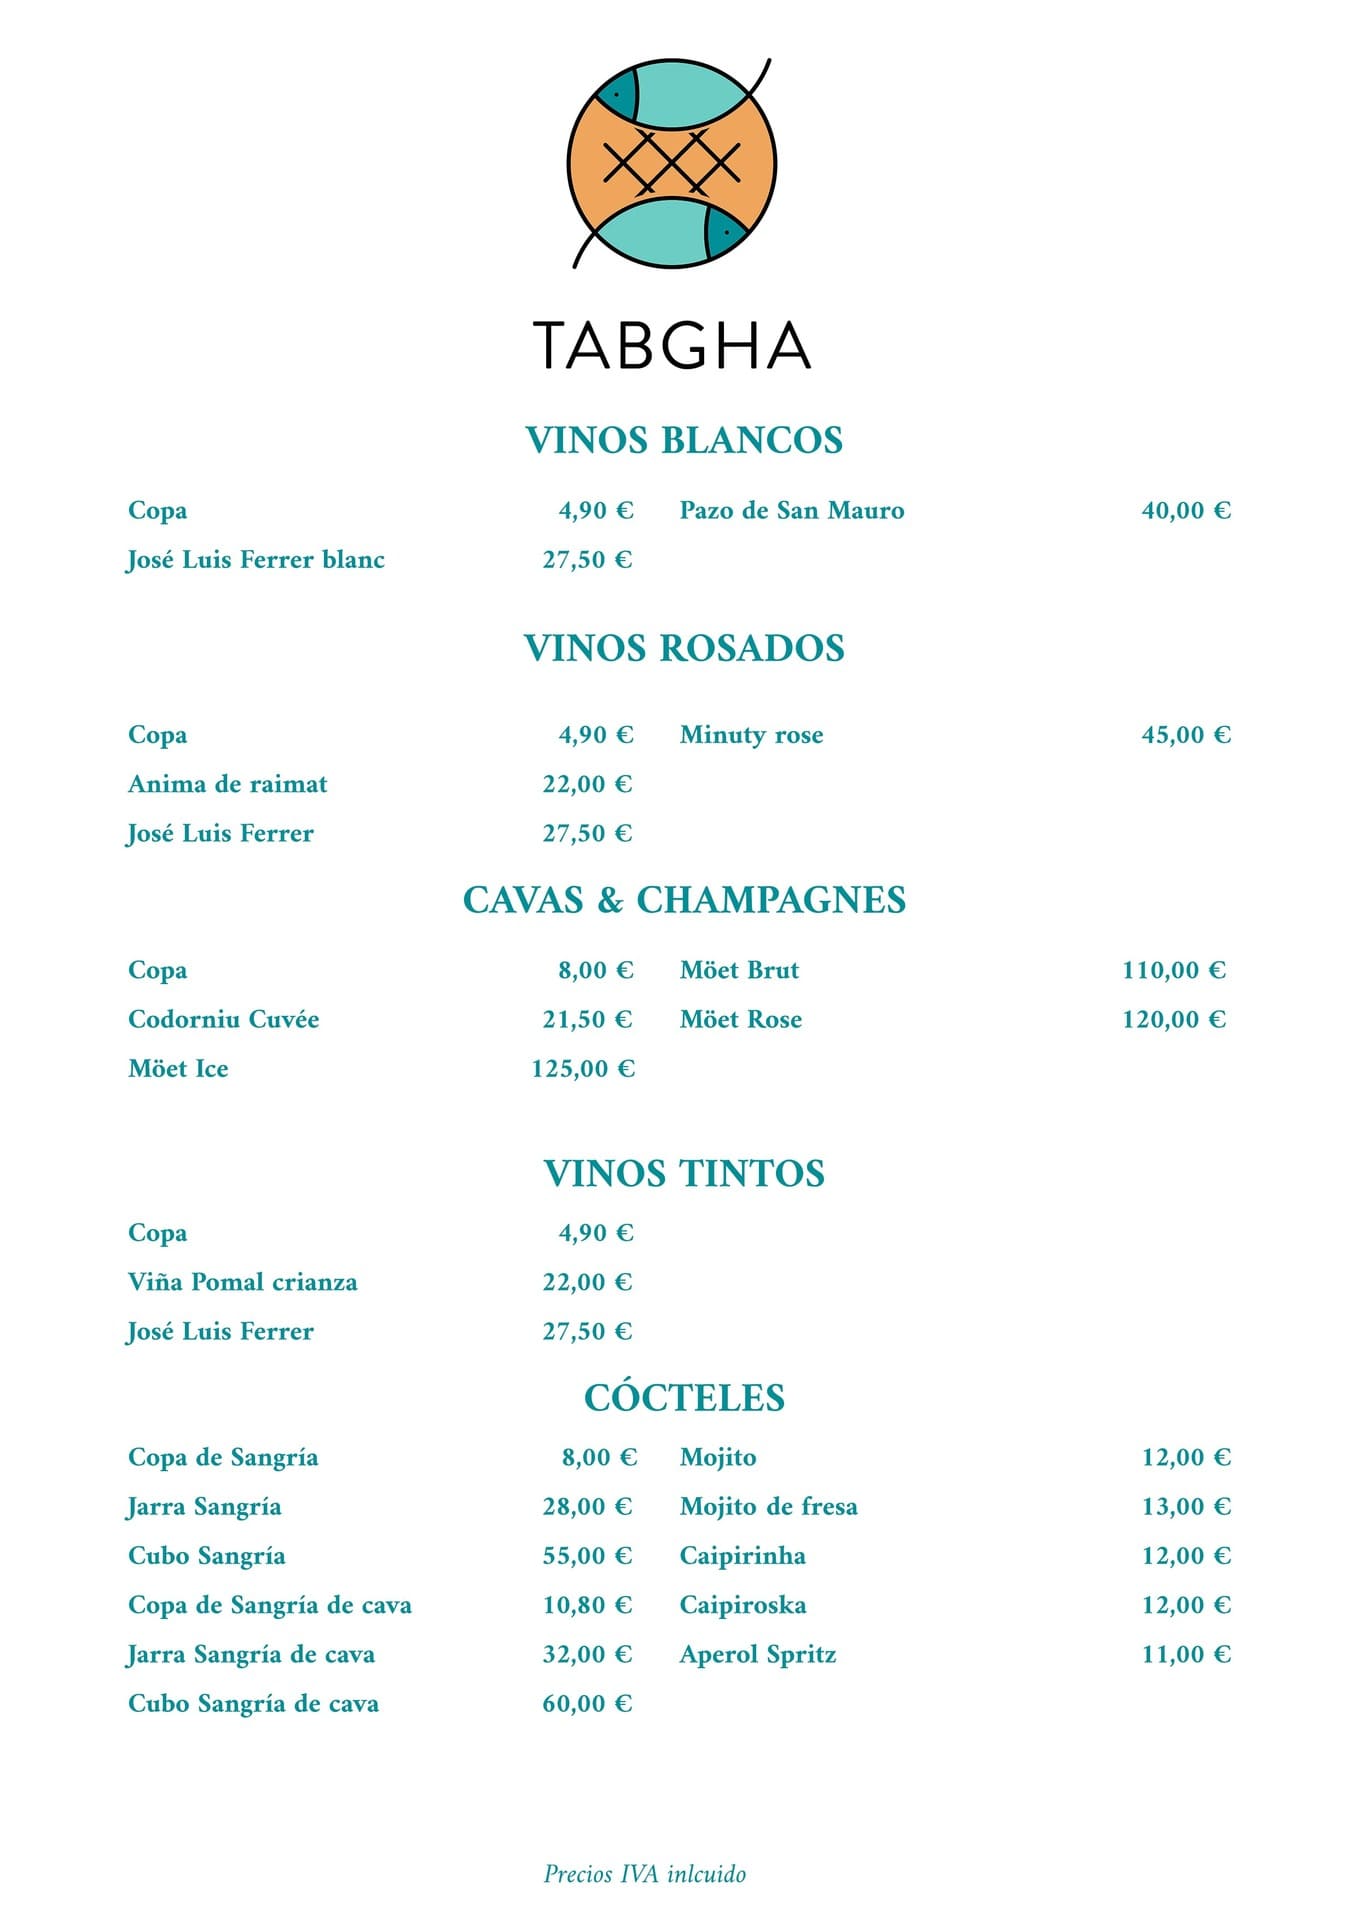 TABGHA
VINOS BLANCOS
Copa 4,90 € Pazo de San Mauro 40,00 €
José Luis Ferrer blanc 27,50 €
VINOS ROSADOS
Copa 4,90 € Minuty rose 45,00 €
Anima de raimat 22,00 €
José Luis Ferrer 27,50 €
CAVAS & CHAMPAGNES
Copa 8,00 € Möet Brut 110,00 €
Codorniu Cuvée 21,50 € Möet Rose 120,00 €
Möet Ice 125,00 €
VINOS TINTOS
Copa 4,90 €
Viña Pomal crianza 22,00 €
José Luis Ferrer 27,50 €
CÓCTELES
Copa de Sangría 8,00 € Mojito 12,00 €
Jarra Sangría 28,00 € Mojito de fresa 13,00 €
Cubo Sangría 55,00 € Caipirinha 12,00 €
Copa de Sangría de cava 10,80 € Caipiroska 12,00 €
Jarra Sangría de cava 32,00 € Aperol Spritz 11,00 €
Cubo Sangría de cava 60,00 €
Precios IVA inlcuido